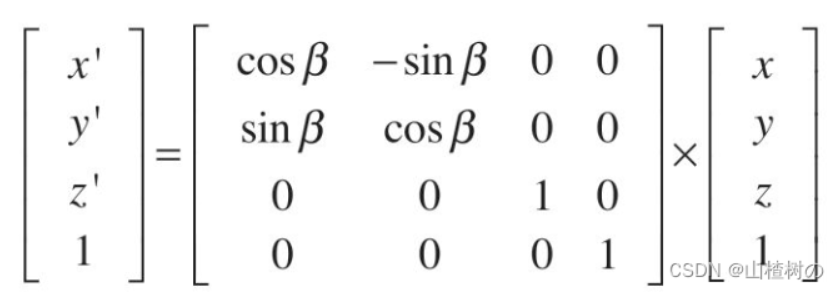 x' cos β −sin β 0 0 x
y' = sin β cos β 0 0 × y
z' 0 0 1 0 z
1 0 0 0 1 1
CSDN @山楂树の